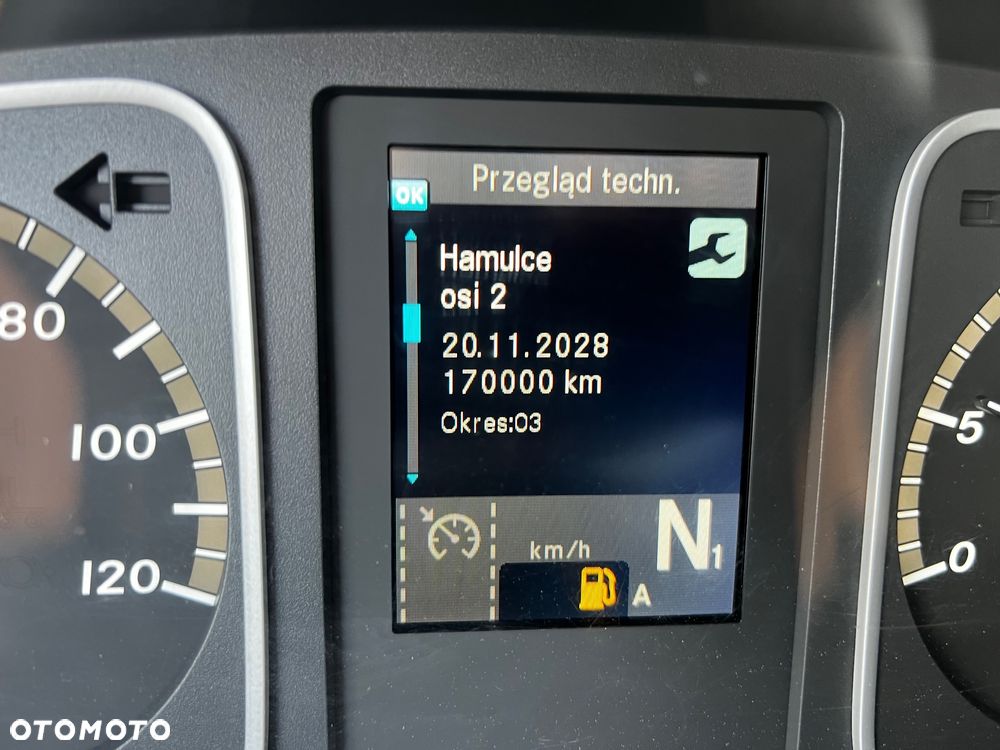 Przegląd techn.
OK
Hamulce
osi 2
20.11.2028
170000 km
Okres:03
km/h
N1
A
80
100
120
5
0
OTOMOTO